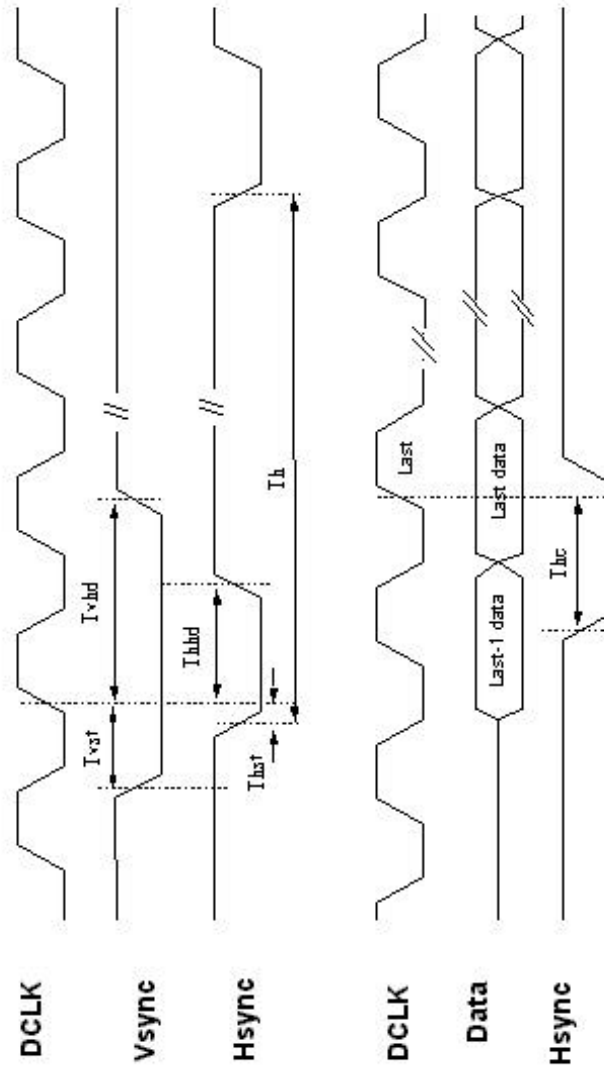 DCLK
Vsync
Hsync
Tvst
Tvhd
Thst
Thhd
Th
DCLK
Data
Hsync
Last
Last-1 data
Last data
Thc